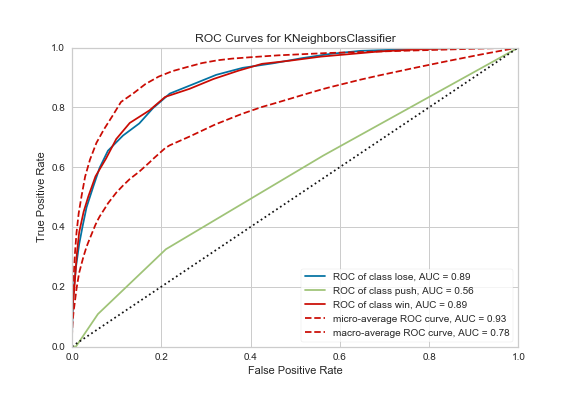 ROC Curves for KNeighborsClassifier
1.0
0.8
0.6
0.4
0.2
0.0
True Positive Rate
ROC of class lose, AUC = 0.89
ROC of class push, AUC = 0.56
ROC of class win, AUC = 0.89
micro-average ROC curve, AUC = 0.93
macro-average ROC curve, AUC = 0.78
0.0 0.2 0.4 0.6 0.8 1.0
False Positive Rate